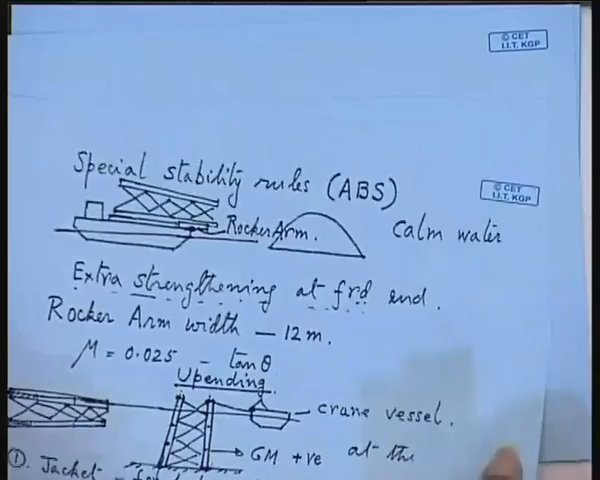 © CET
I.I.T. KGP
Special stability rules (ABS)
© CET
I.I.T. KGP
Rocker Arm.
Calm water
Extra strengthening at frd end.
Rocker Arm width — 12 m.
μ = 0.025 - tan θ
Upending
crane vessel.
GM +ve at the
①. Jacket -